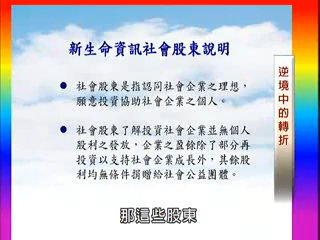 新生命資訊社會股東說明
社會股東是指認同社會企業之理想，
願意投資協助社會企業之個人。
社會股東了解投資社會企業並無個人
股利之發放，企業之盈餘除了部分再
投資以支持社會企業成長外，其餘股
利均無條件捐贈給社會公益團體。
逆境中的轉折
那這些股東